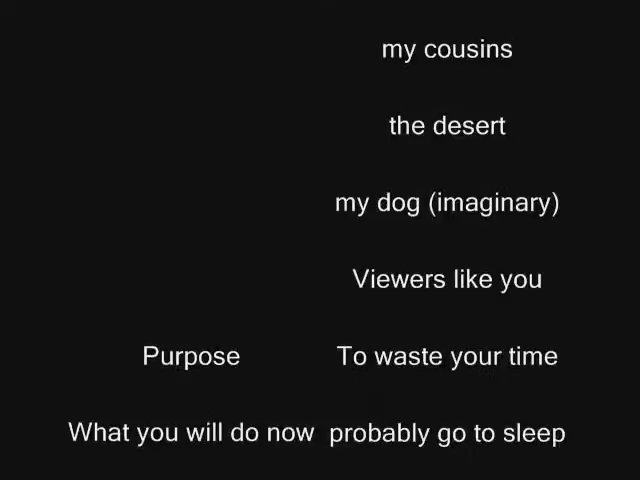 my cousins
the desert
my dog (imaginary)
Viewers like you
Purpose To waste your time
What you will do now probably go to sleep